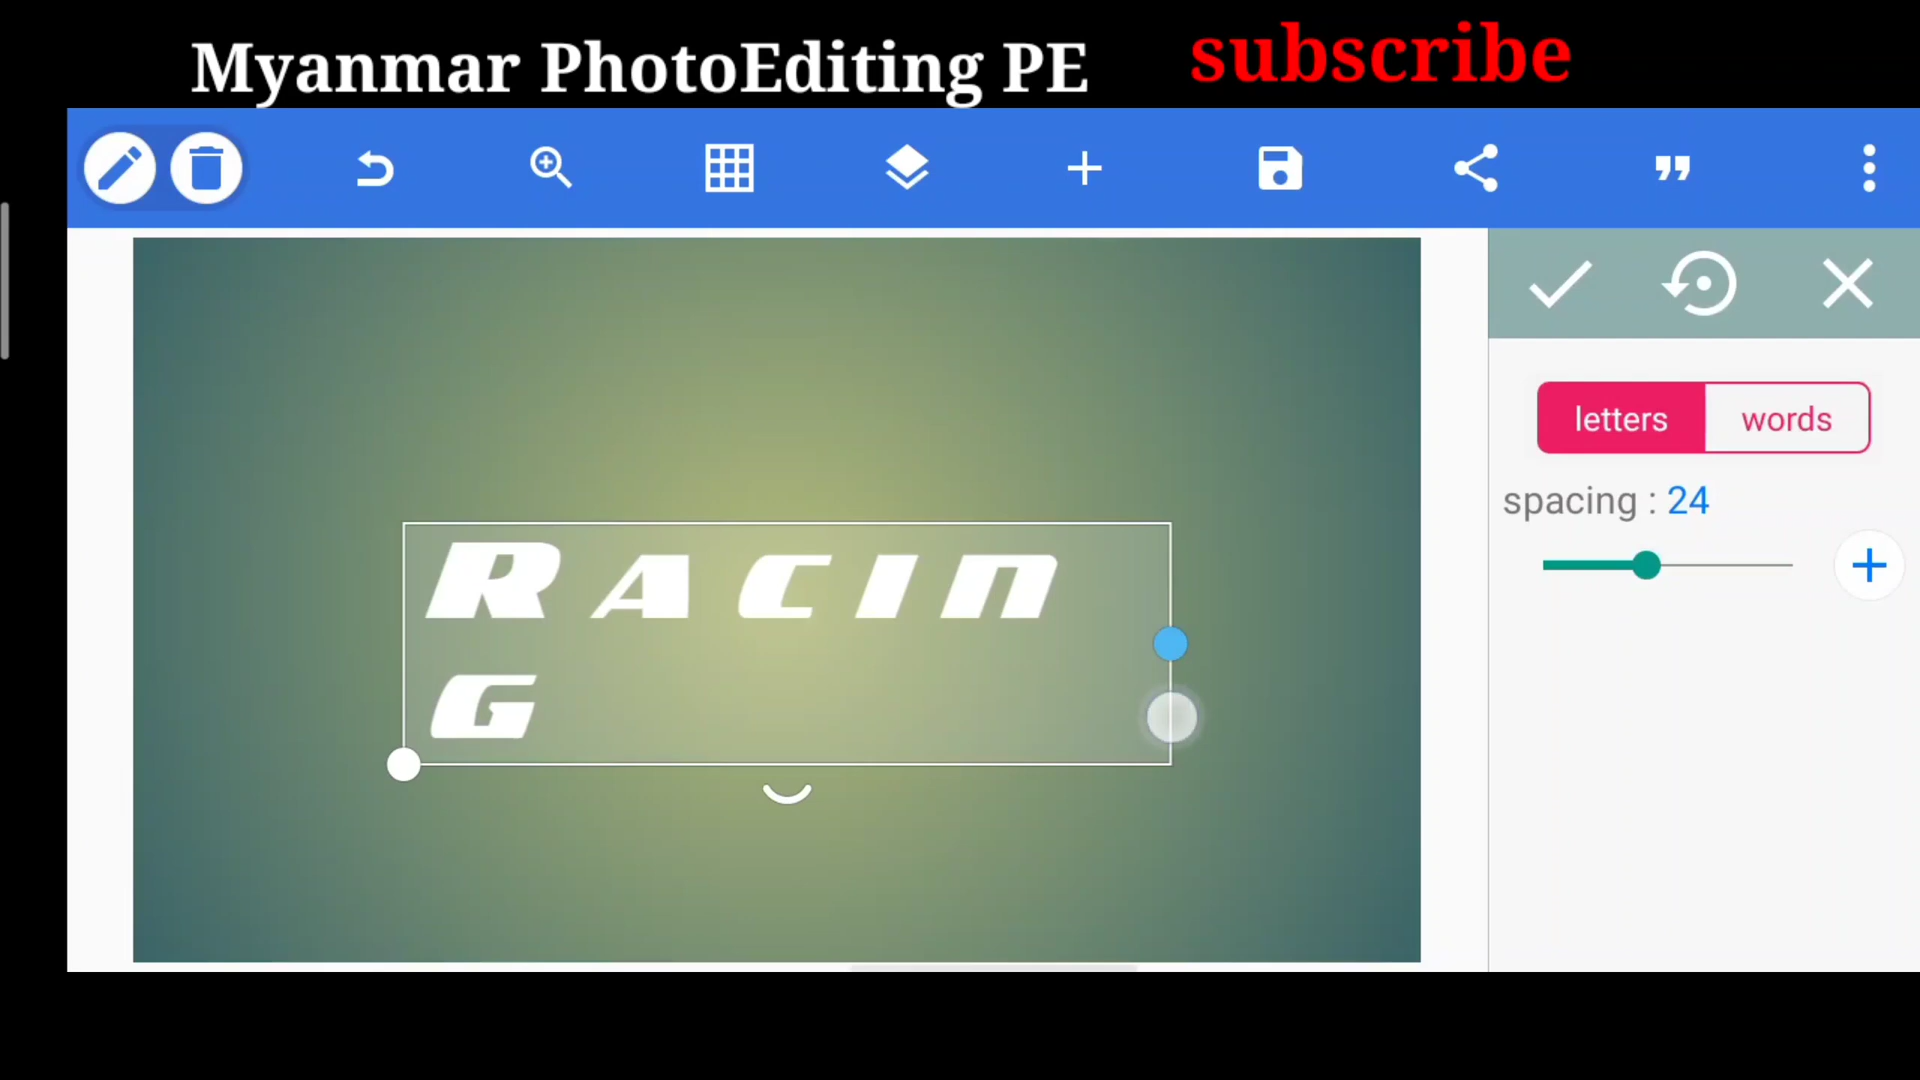 Myanmar PhotoEditing PE subscribe
letters words
spacing : 24
Racin
G